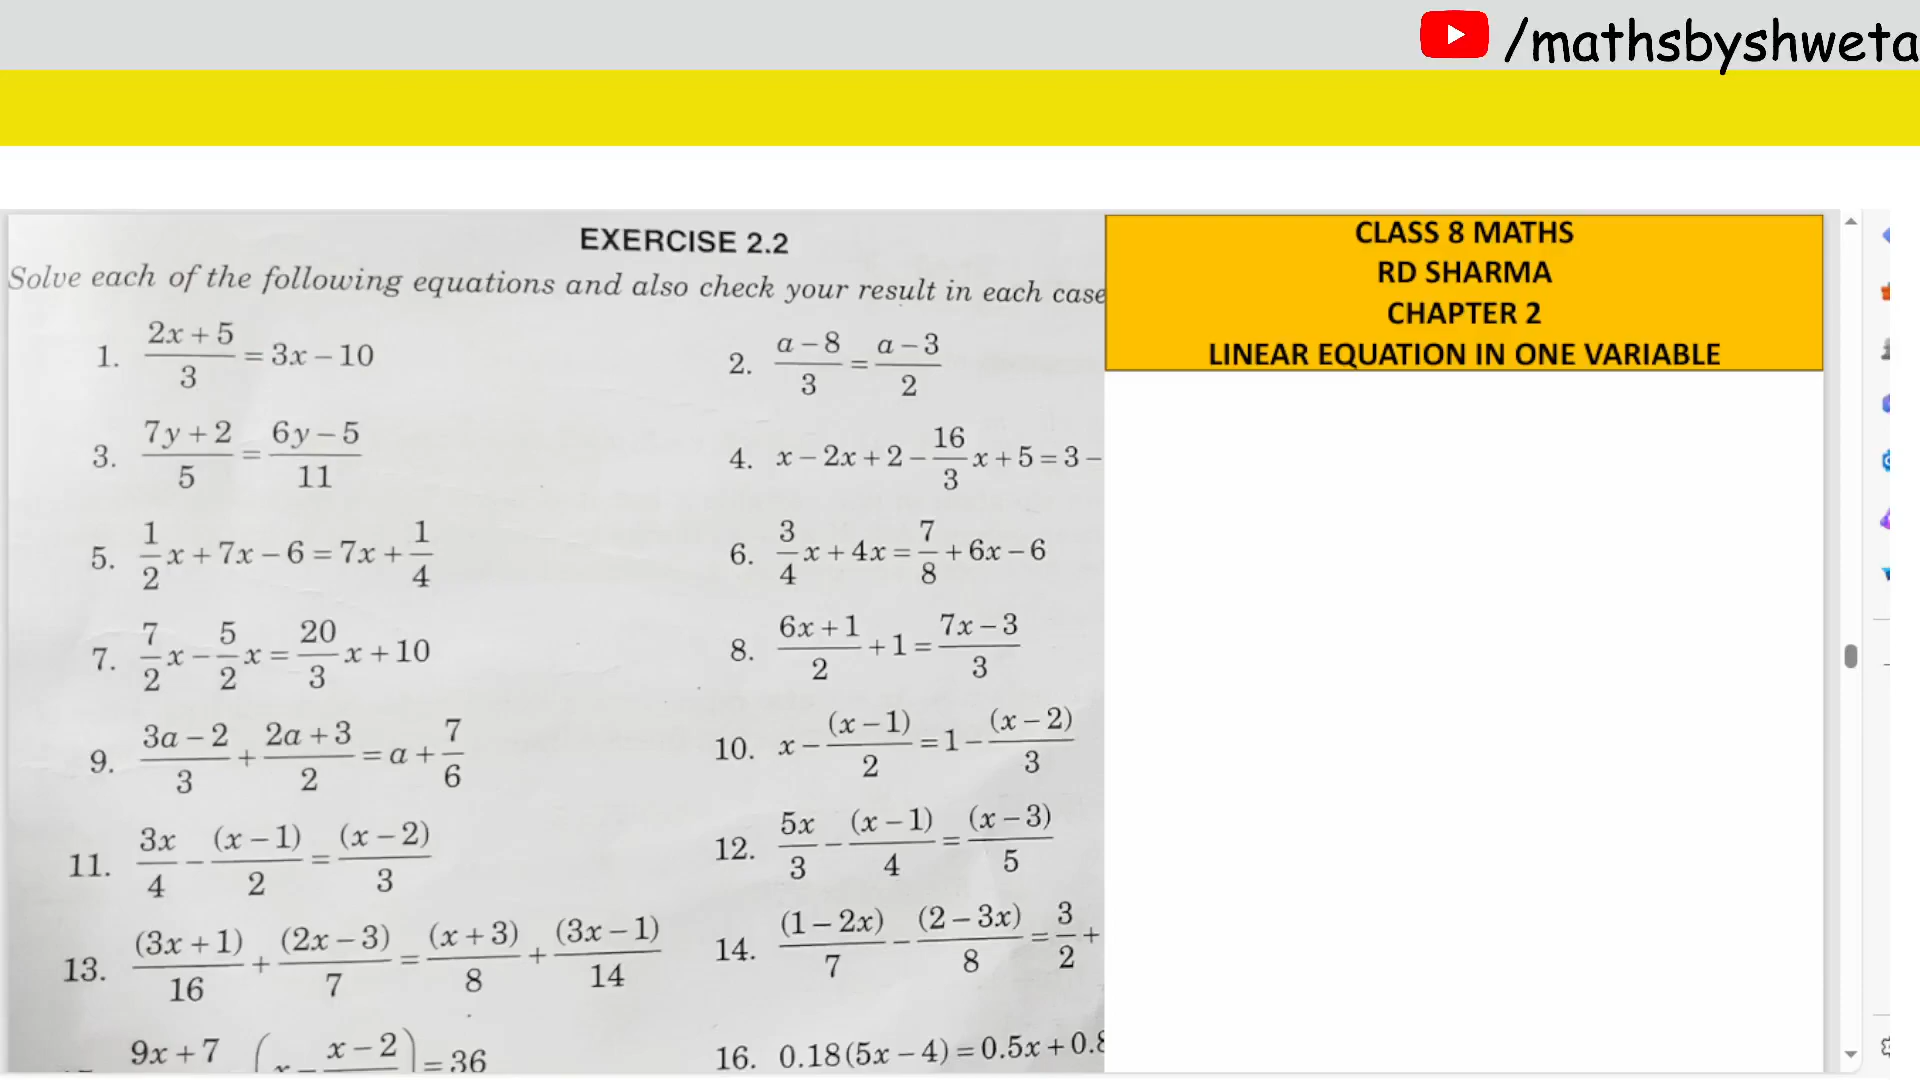 /mathsbyshweta
EXERCISE 2.2
Solve each of the following equations and also check your result in each case
CLASS 8 MATHS
RD SHARMA
CHAPTER 2
LINEAR EQUATION IN ONE VARIABLE
1. (2x + 5)/3 = 3x – 10
2. (a – 8)/3 = (a – 3)/2
3. (7y + 2)/5 = (6y – 5)/11
4. x – 2x + 2 – 16/3 x + 5 = 3 –
5. 1/2 x + 7x – 6 = 7x + 1/4
6. 3/4 x + 4x = 7/8 + 6x – 6
7. 7/2 x – 5/2 x = 20/3 x + 10
8. (6x + 1)/2 + 1 = (7x – 3)/3
9. (3a – 2)/3 + (2a + 3)/2 = a + 7/6
10. x – (x – 1)/2 = 1 – (x – 2)/3
11. 3x/4 – (x – 1)/2 = (x – 2)/3
12. 5x/3 – (x – 1)/4 = (x – 3)/5
13. (3x + 1)/16 + (2x – 3)/7 = (x + 3)/8 + (3x – 1)/14
14. (1 – 2x)/7 – (2 – 3x)/8 = 3/2 +
9x + 7 ( x – x – 2 ) = 36
16. 0.18(5x – 4) = 0.5x + 0.8